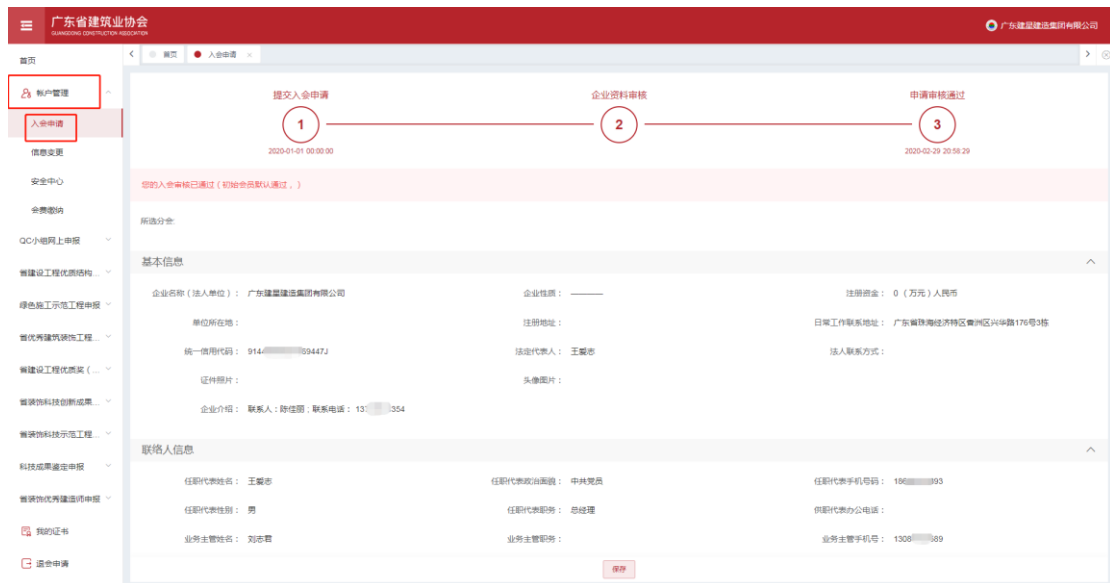 广东省建筑业协会
GUANGDONG CONSTRUCTION ASSOCIATION
广东建星建造集团有限公司
首页
首页
入会申请
帐户管理
入会申请
信息变更
安全中心
会费缴纳
QC小组网上申报
省建设工程优质结构...
绿色施工示范工程申报
省优秀建筑装饰工程...
省建设工程优质奖（...
省装饰科技创新成果...
省装饰科技示范工程...
科技成果鉴定申报
省装饰优秀建造师申报
我的证书
退会申请
提交入会申请
企业资料审核
申请审核通过
1
2
3
2020-01-01 00:00:00
2020-02-29 20:58:29
您的入会审核已通过（初始会员默认通过，）
所选分会:
基本信息
企业名称（法人单位）： 广东建星建造集团有限公司
企业性质： ————
注册资金： 0 （万元）人民币
单位所在地：
注册地址：
日常工作联系地址： 广东省珠海经济特区香洲区兴华路176号3栋
统一信用代码： 914 59447J
法定代表人： 王爱志
法人联系方式：
证件照片：
头像图片：
企业介绍： 联系人：陈佳丽；联系电话： 13 354
联络人信息
任职代表姓名： 王爱志
任职代表政治面貌： 中共党员
任职代表手机号码： 186 393
任职代表性别： 男
任职代表职务： 总经理
供职代表办公电话：
业务主管姓名： 刘志君
业务主管职务：
业务主管手机号： 1308 589
保存